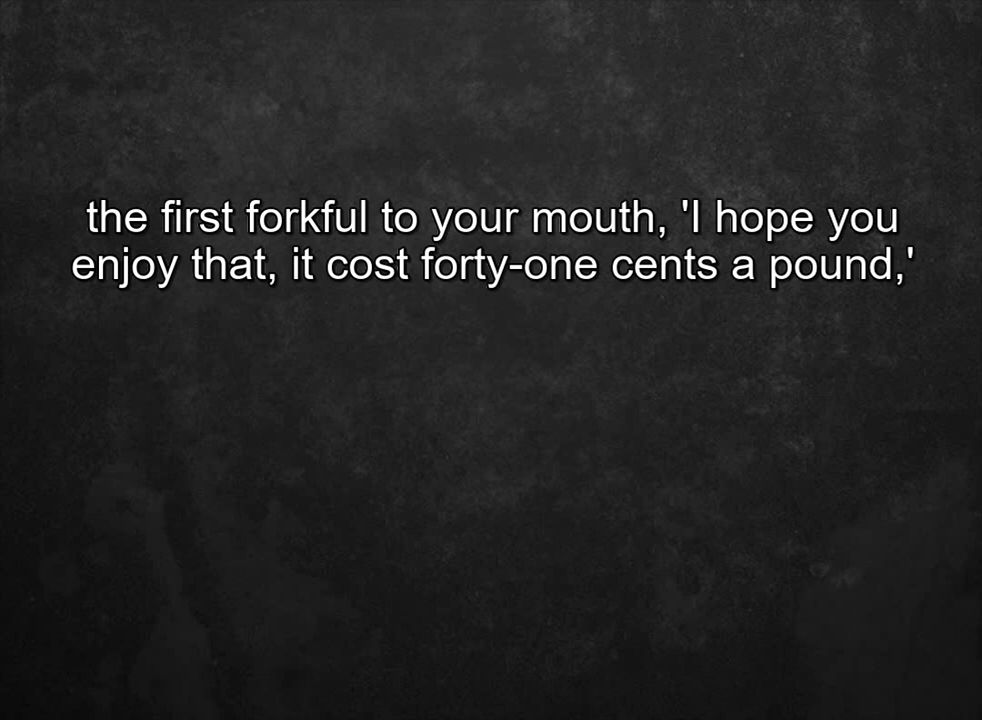 the first forkful to your mouth, 'I hope you
enjoy that, it cost forty-one cents a pound,'